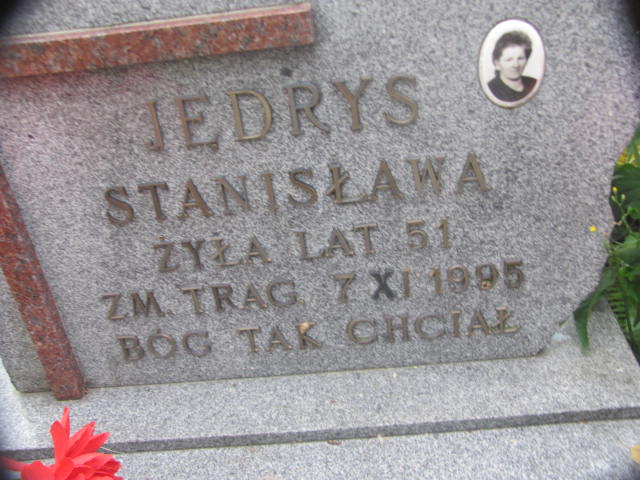 JĘDRYS
STANISŁAWA
ŻYŁA LAT 51
ZM. TRAG. 7 XI 1995
BÓG TAK CHCIAŁ